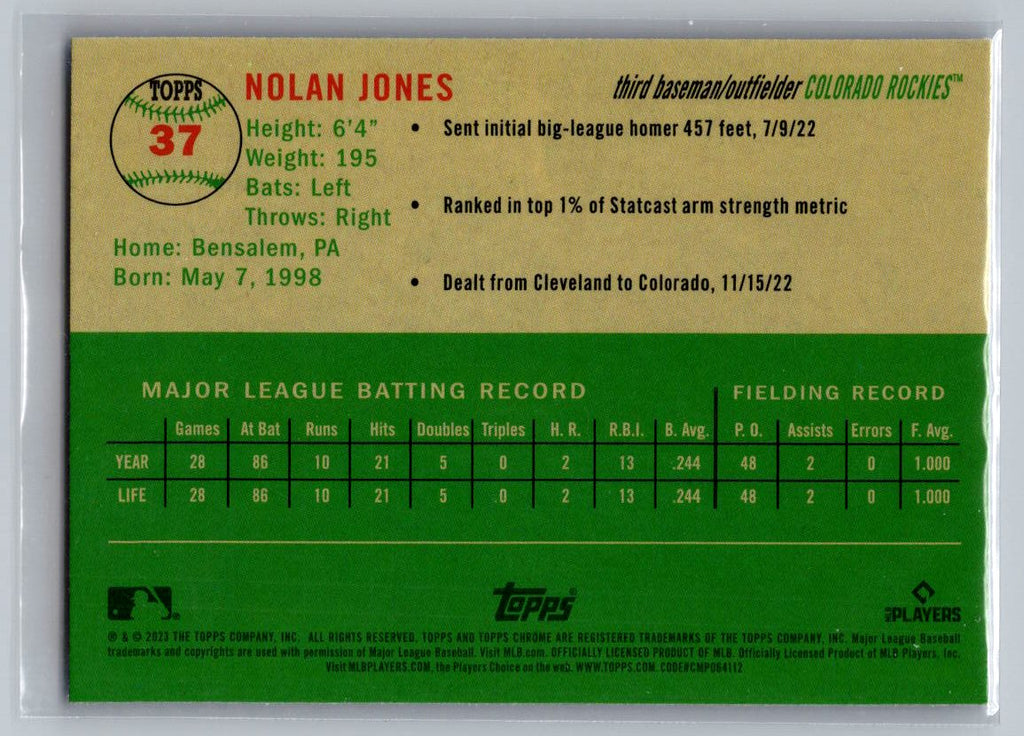 TOPPS
37
NOLAN JONES
third baseman/outfielder COLORADO ROCKIES™
Height: 6'4"
Weight: 195
Bats: Left
Throws: Right
Home: Bensalem, PA
Born: May 7, 1998
• Sent initial big-league homer 457 feet, 7/9/22
• Ranked in top 1% of Statcast arm strength metric
• Dealt from Cleveland to Colorado, 11/15/22
MAJOR LEAGUE BATTING RECORD FIELDING RECORD
Games At Bat Runs Hits Doubles Triples H. R. R.B.I. B. Avg. P. O. Assists Errors F. Avg.
YEAR 28 86 10 21 5 0 2 13 .244 48 2 0 1.000
LIFE 28 86 10 21 5 .0 2 13 .244 48 2 0 1.000
Topps®
MLB PLAYERS
® & © 2023 THE TOPPS COMPANY, INC. ALL RIGHTS RESERVED. TOPPS AND TOPPS CHROME ARE REGISTERED TRADEMARKS OF THE TOPPS COMPANY, INC. Major League Baseball
trademarks and copyrights are used with permission of Major League Baseball. Visit MLB.com. OFFICIALLY LICENSED PRODUCT OF MLB. Officially Licensed Product of MLB Players, Inc.
Visit MLBPLAYERS.COM, the Players Choice on the web. WWW.TOPPS.COM. CODE#CMP064112